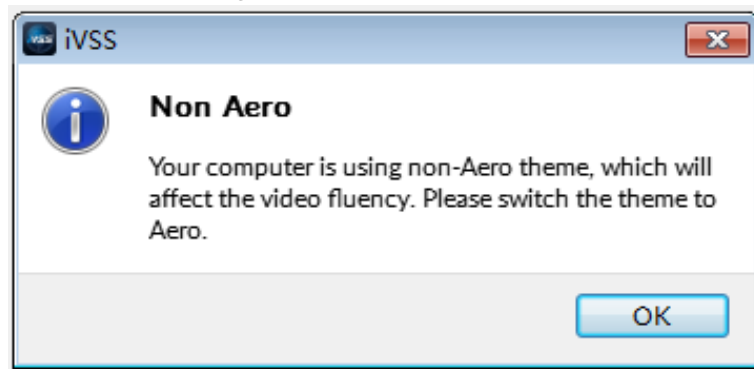 iVSS
Non Aero
Your computer is using non-Aero theme, which will
affect the video fluency. Please switch the theme to
Aero.
OK